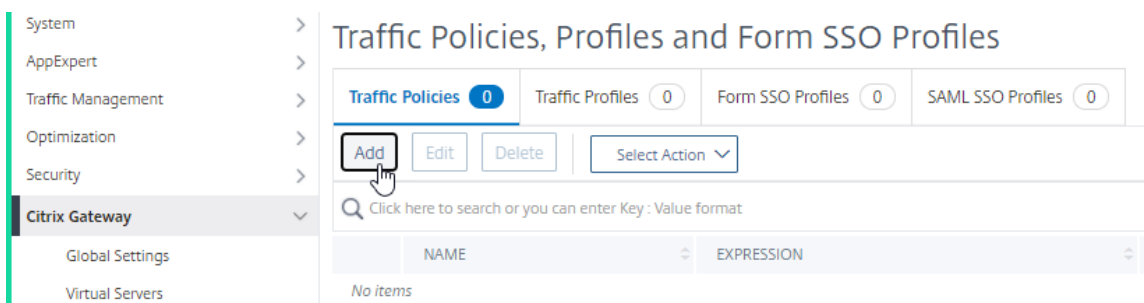 System
AppExpert
Traffic Management
Optimization
Security
Citrix Gateway
Global Settings
Virtual Servers
Traffic Policies, Profiles and Form SSO Profiles
Traffic Policies 0 Traffic Profiles 0 Form SSO Profiles 0 SAML SSO Profiles 0
Add Edit Delete Select Action
Click here to search or you can enter Key : Value format
NAME EXPRESSION
No items